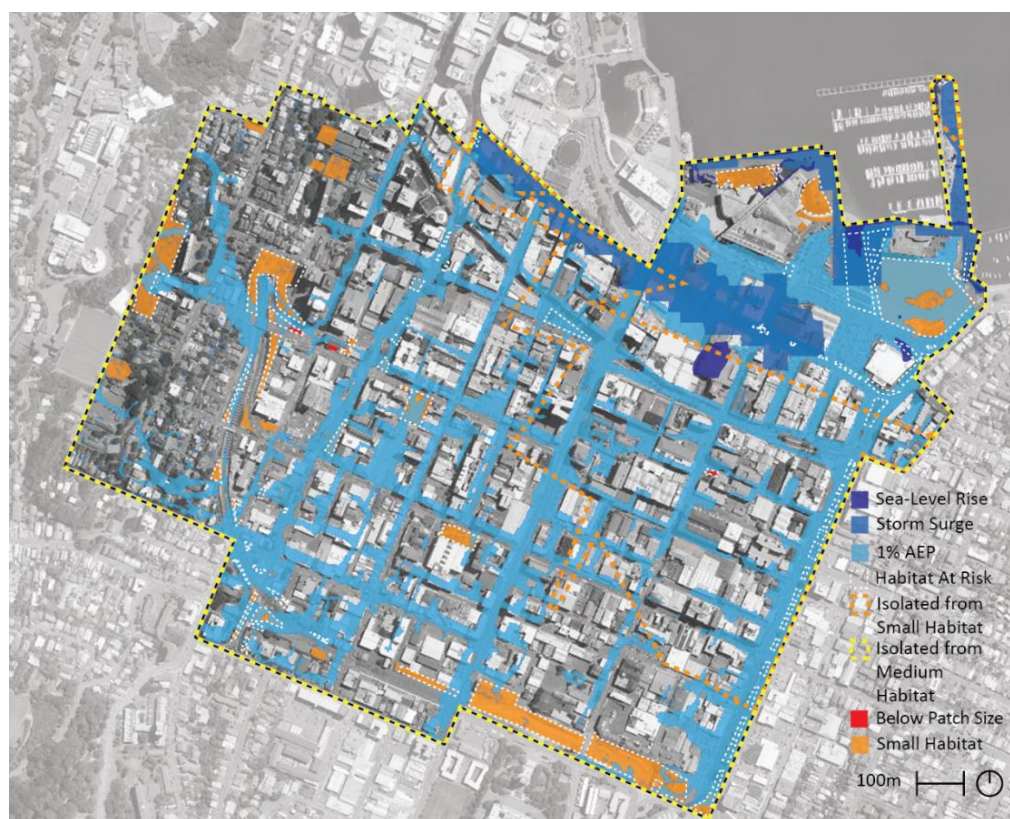 Sea-Level Rise
Storm Surge
1% AEP
Habitat At Risk
Isolated from
Small Habitat
Isolated from
Medium
Habitat
Below Patch Size
Small Habitat
100m